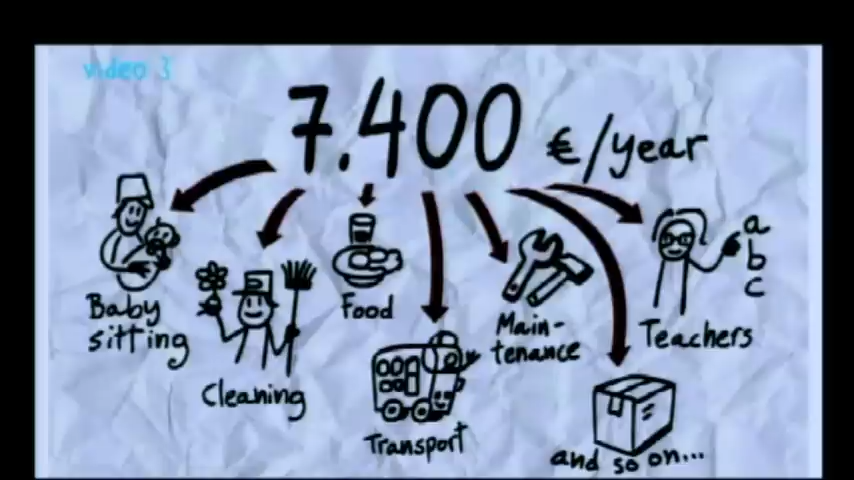 video 3
7.400 €/year
Baby
sitting
Cleaning
Food
Transport
Main-
tenance
Teachers
a
b
c
and so on...